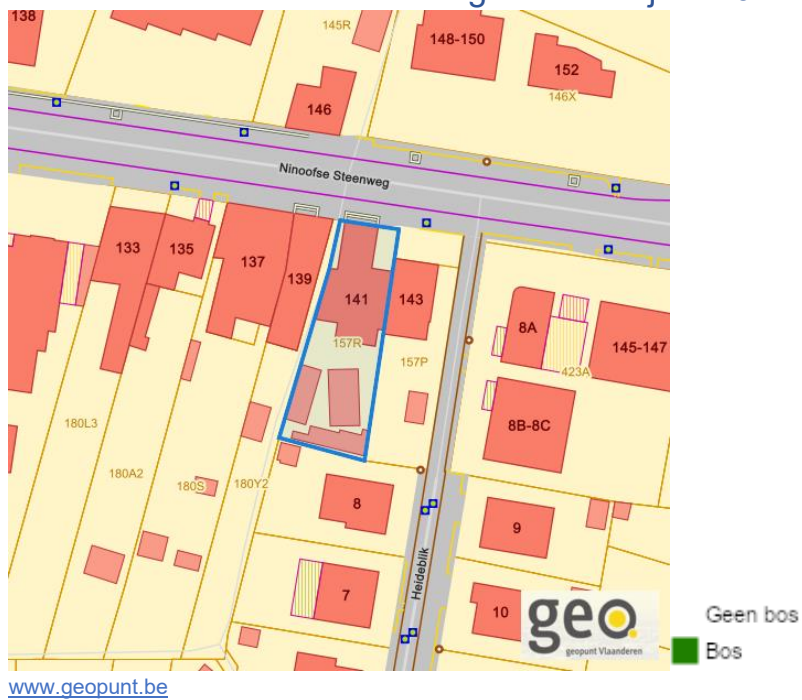 138
145R
148-150
152
146X
146
Ninoofse Steenweg
133
135
137
139
141
143
157R
157P
8A
145-147
423A
8B-8C
180L3
180A2
180S
180Y2
8
9
7
10
Heideblik
geo
geopunt Vlaanderen
Geen bos
Bos
www.geopunt.be